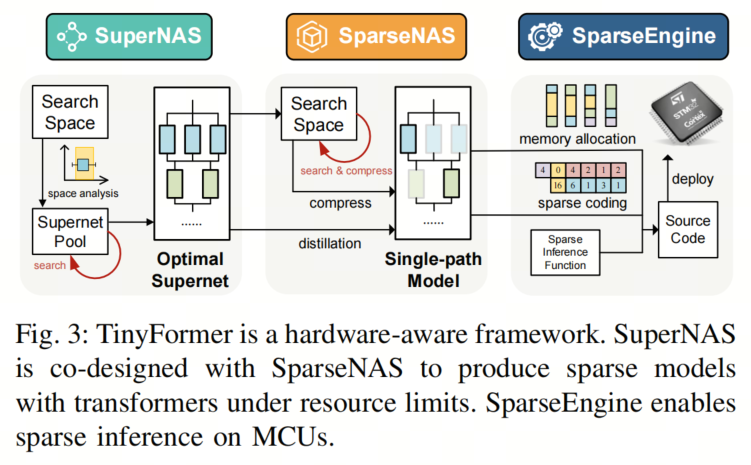 SuperNAS
SparseNAS
SparseEngine
Search
Space
space analysis
Supernet
Pool
search
......
Optimal
Supernet
Search
Space
search & compress
compress
distillation
......
Single-path
Model
memory allocation
4 0 4 2 1 2
16 6 1 3 1
sparse coding
Sparse
Inference
Function
STM32
Cortex
deploy
Source
Code
Fig. 3: TinyFormer is a hardware-aware framework. SuperNAS
is co-designed with SparseNAS to produce sparse models
with transformers under resource limits. SparseEngine enables
sparse inference on MCUs.